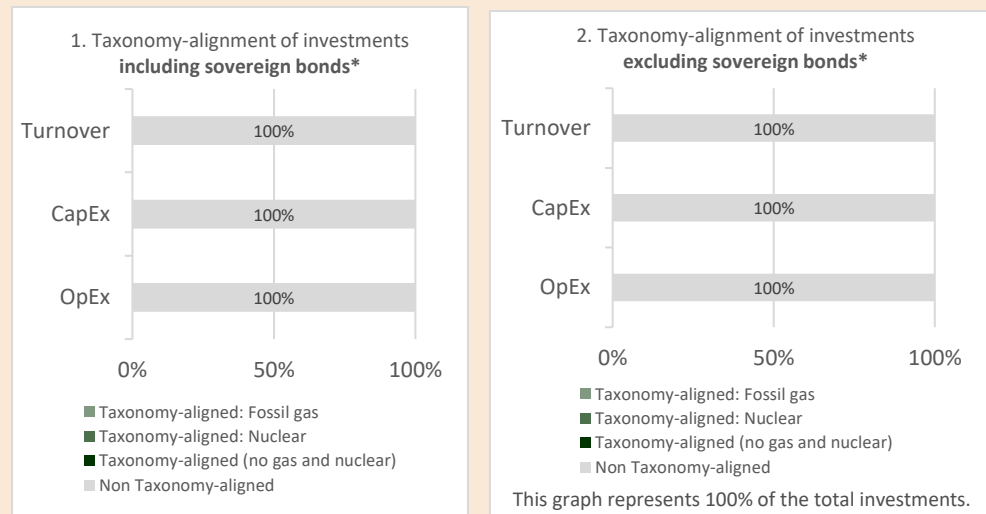 1. Taxonomy-alignment of investments
including sovereign bonds*
Turnover
100%
CapEx
100%
OpEx
100%
0%
50%
100%
Taxonomy-aligned: Fossil gas
Taxonomy-aligned: Nuclear
Taxonomy-aligned (no gas and nuclear)
Non Taxonomy-aligned
2. Taxonomy-alignment of investments
excluding sovereign bonds*
Turnover
100%
CapEx
100%
OpEx
100%
0%
50%
100%
Taxonomy-aligned: Fossil gas
Taxonomy-aligned: Nuclear
Taxonomy-aligned (no gas and nuclear)
Non Taxonomy-aligned
This graph represents 100% of the total investments.